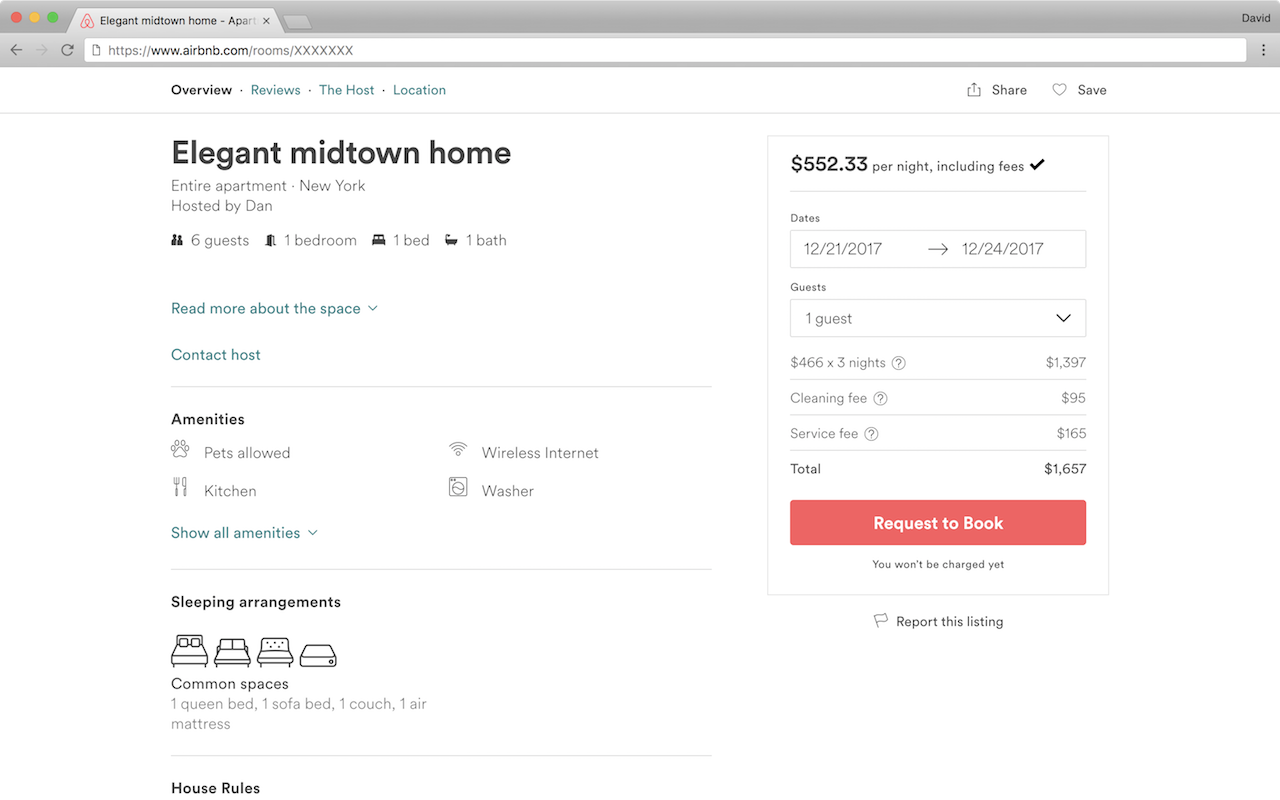 Elegant midtown home - Apart
David
https://www.airbnb.com/rooms/XXXXXXX
Overview · Reviews · The Host · Location
Share
Save
Elegant midtown home
Entire apartment · New York
Hosted by Dan
6 guests 1 bedroom 1 bed 1 bath
Read more about the space
Contact host
Amenities
Pets allowed
Wireless Internet
Kitchen
Washer
Show all amenities
Sleeping arrangements
Common spaces
1 queen bed, 1 sofa bed, 1 couch, 1 air
mattress
House Rules
$552.33 per night, including fees
Dates
12/21/2017 → 12/24/2017
Guests
1 guest
$466 x 3 nights ? $1,397
Cleaning fee ? $95
Service fee ? $165
Total $1,657
Request to Book
You won't be charged yet
Report this listing